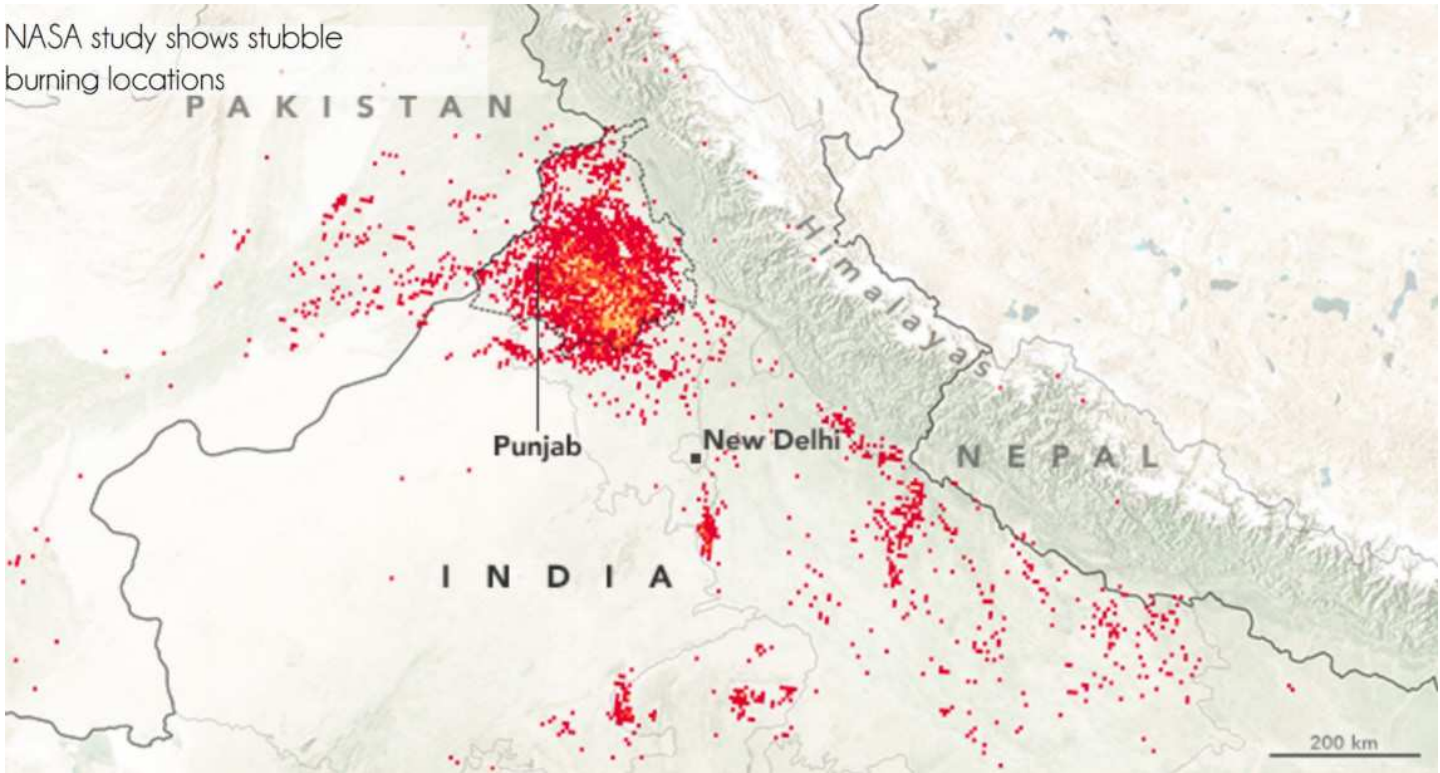 NASA study shows stubble
burning locations
PAKISTAN
Himalayas
Punjab
New Delhi
NEPAL
INDIA
200 km